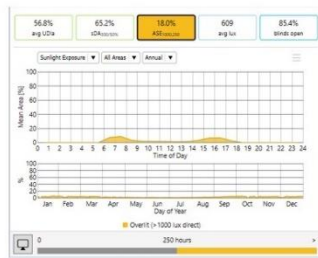 56.8% 65.2% 18.0% 609 85.4%
avg UDIa sDA300/50% ASE1000,250 avg lux blinds open
Sunlight Exposure ▼ All Areas ▼ Annual ▼
Mean Area [%]
100
80
60
40
20
0
0 1 2 3 4 5 6 7 8 9 10 11 12 13 14 15 16 17 18 19 20 21 22 23 24
Time of Day
%
100
80
60
40
20
0
Jan Feb Mar Apr May Jun Jul Aug Sep Oct Nov Dec
Day of Year
Overlit (>1000 lux direct)
0 250 hours >